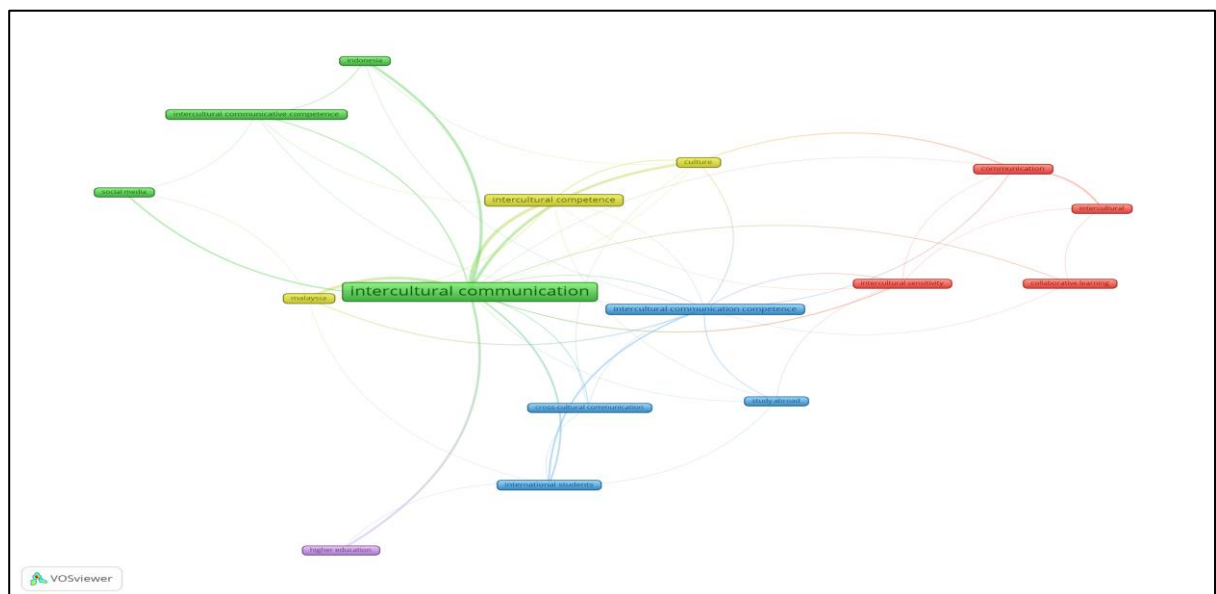 indonesia
intercultural communicative competence
culture
communication
social media
intercultural competence
intercultural
intercultural communication
malaysia
intercultural sensitivity
collaborative learning
intercultural communication competence
cross-cultural communication
study abroad
international students
higher education
VOSviewer